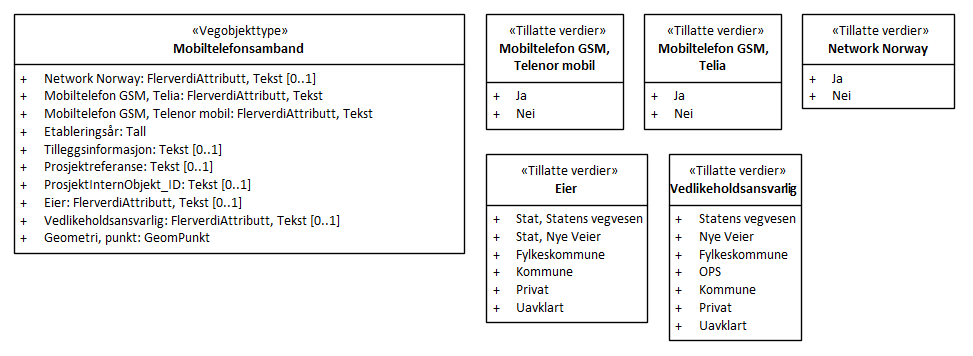 «Vegobjekttype»
Mobiltelefonsamband
+ Network Norway: FlerverdiAttributt, Tekst [0..1]
+ Mobiltelefon GSM, Telia: FlerverdiAttributt, Tekst
+ Mobiltelefon GSM, Telenor mobil: FlerverdiAttributt, Tekst
+ Etableringsår: Tall
+ Tilleggsinformasjon: Tekst [0..1]
+ Prosjektreferanse: Tekst [0..1]
+ ProsjektInternObjekt_ID: Tekst [0..1]
+ Eier: FlerverdiAttributt, Tekst [0..1]
+ Vedlikeholdsansvarlig: FlerverdiAttributt, Tekst [0..1]
+ Geometri, punkt: GeomPunkt
«Tillatte verdier»
Mobiltelefon GSM,
Telenor mobil
+ Ja
+ Nei
«Tillatte verdier»
Mobiltelefon GSM,
Telia
+ Ja
+ Nei
«Tillatte verdier»
Network Norway
+ Ja
+ Nei
«Tillatte verdier»
Eier
+ Stat, Statens vegvesen
+ Stat, Nye Veier
+ Fylkeskommune
+ Kommune
+ Privat
+ Uavklart
«Tillatte verdier»
Vedlikeholdsansvarlig
+ Statens vegvesen
+ Nye Veier
+ Fylkeskommune
+ OPS
+ Kommune
+ Privat
+ Uavklart